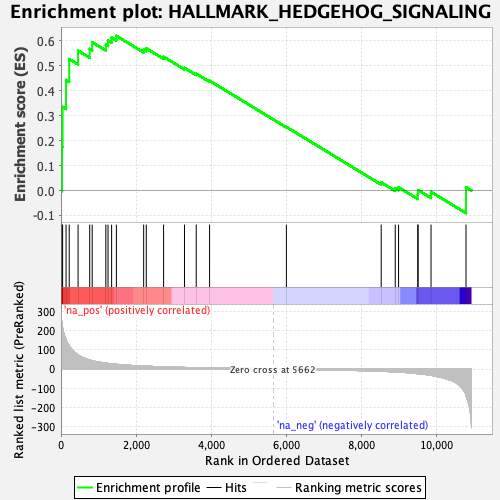 Enrichment plot: HALLMARK_HEDGEHOG_SIGNALING
Enrichment score (ES)
0.6
0.5
0.4
0.3
0.2
0.1
0.0
-0.1
'na_pos' (positively correlated)
Ranked list metric (PreRanked)
300
200
100
0
-100
-200
-300
Zero cross at 5662
'na_neg' (negatively correlated)
0
2,000
4,000
6,000
8,000
10,000
Rank in Ordered Dataset
Enrichment profile
Hits
Ranking metric scores